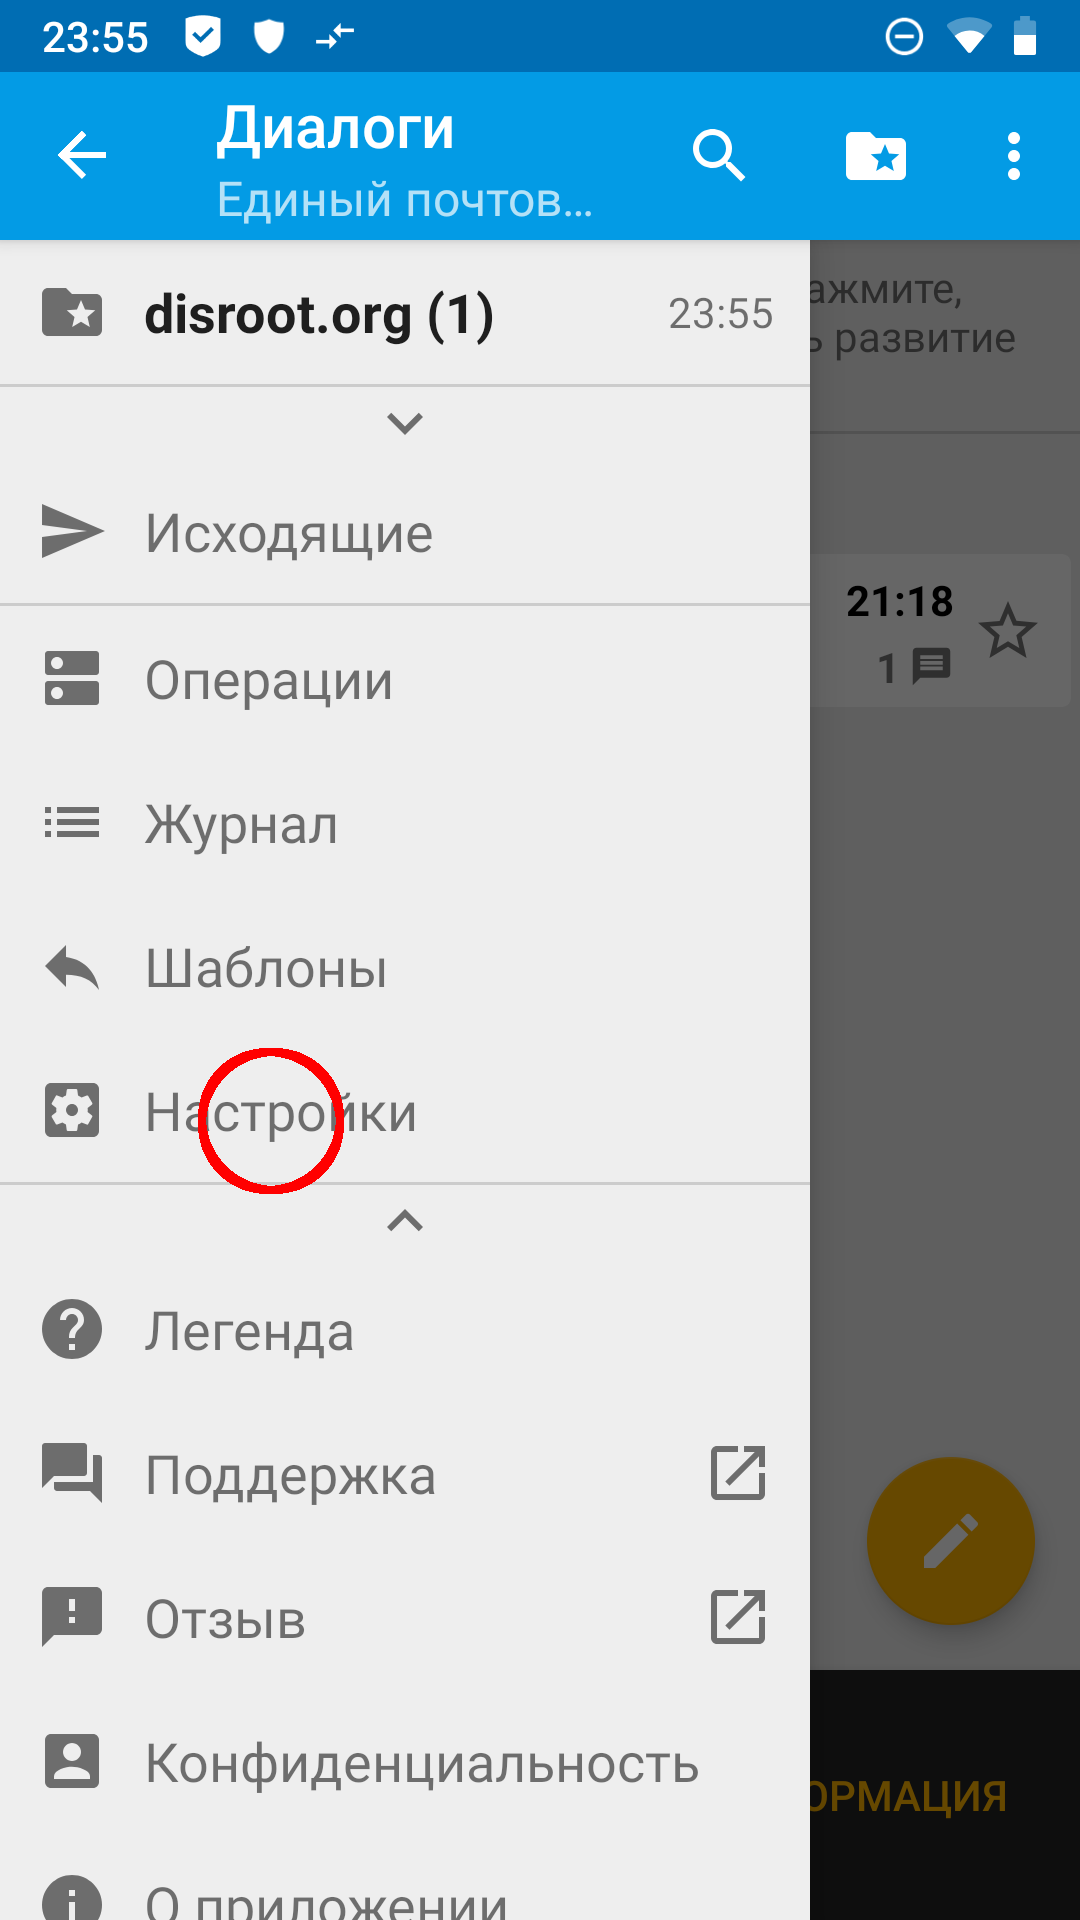 23:55
Диалоги
Единый почтов...
disroot.org (1) 23:55
ажмите,
ь развитие
Исходящие
21:18
1
Операции
Журнал
Шаблоны
Настройки
Легенда
Поддержка
Отзыв
Конфиденциальность
ОРМАЦИЯ
О приложении